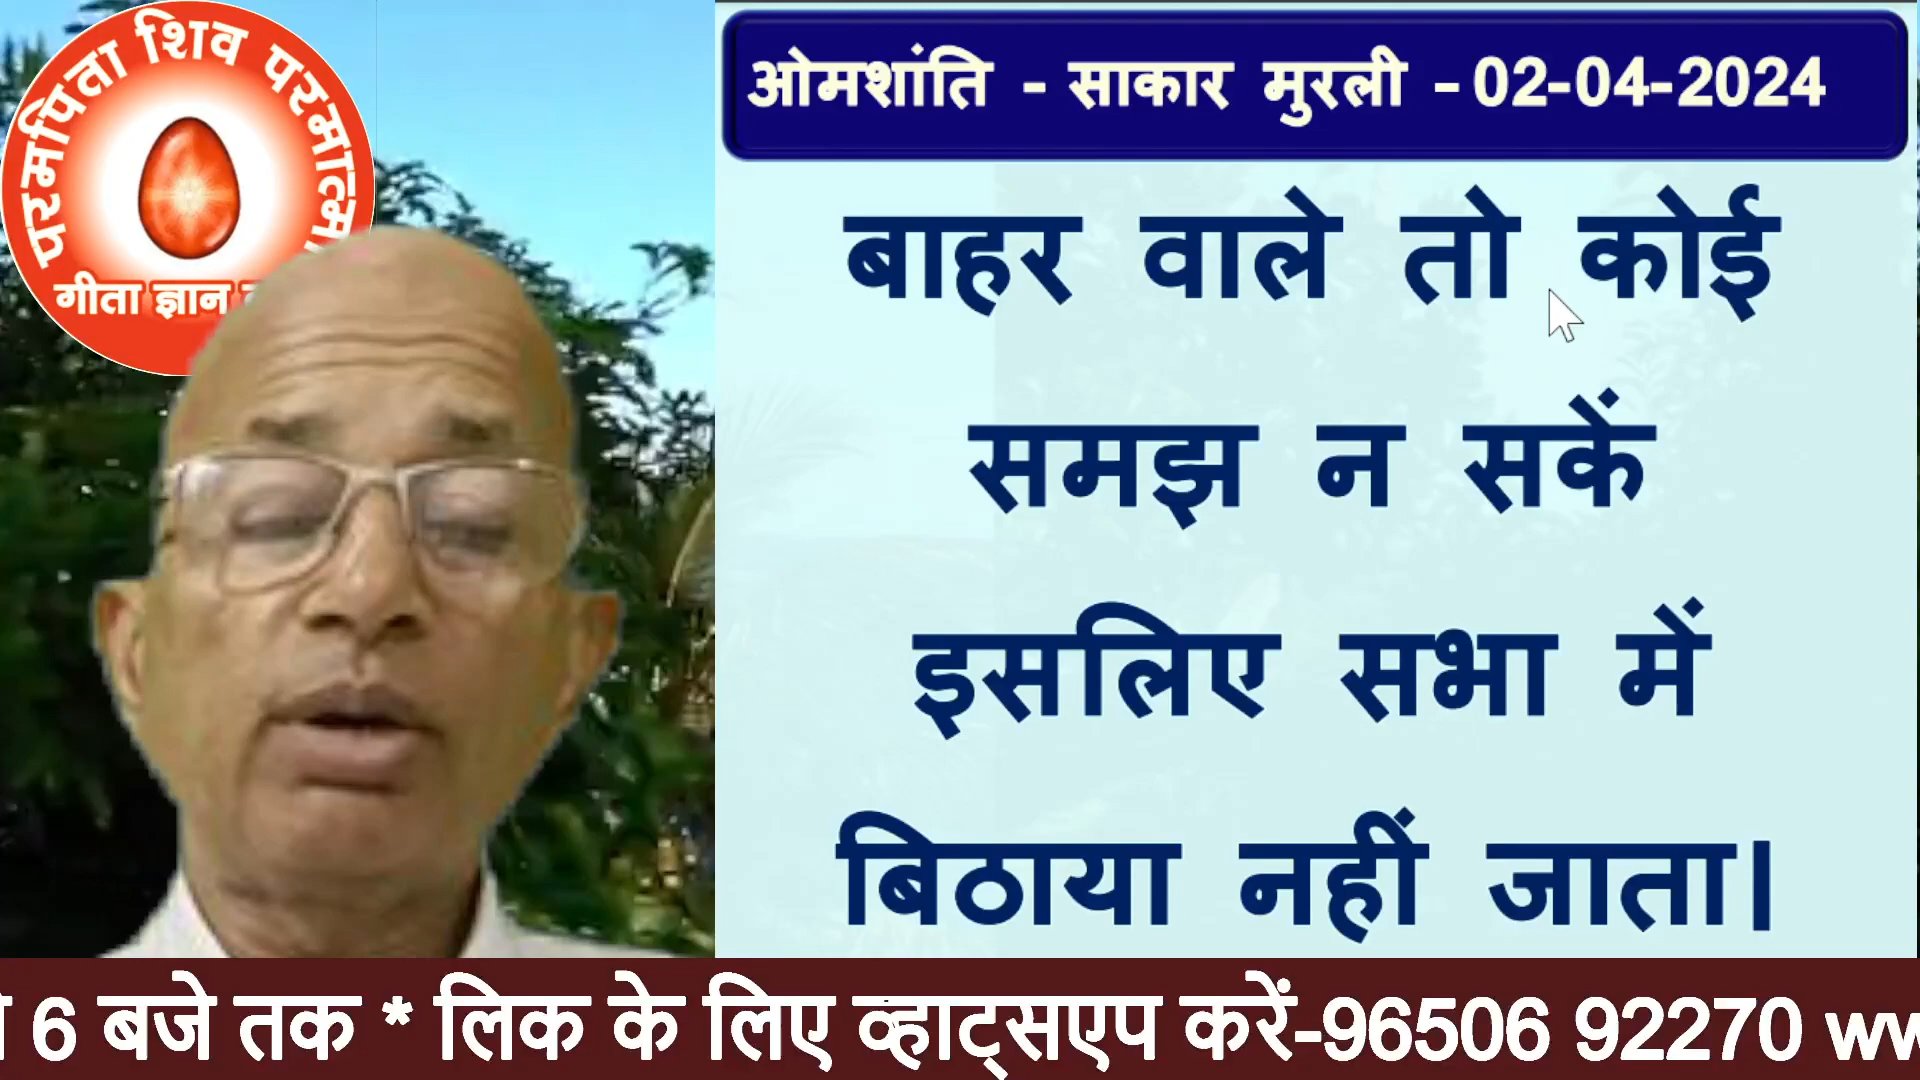 परमपिता शिव परमात्मा
गीता ज्ञान
ओमशांति - साकार मुरली - 02-04-2024
बाहर वाले तो कोई
समझ न सकें
इसलिए सभा में
बिठाया नहीं जाता।
6 बजे तक * लिंक के लिए व्हाट्सएप करें-96506 92270